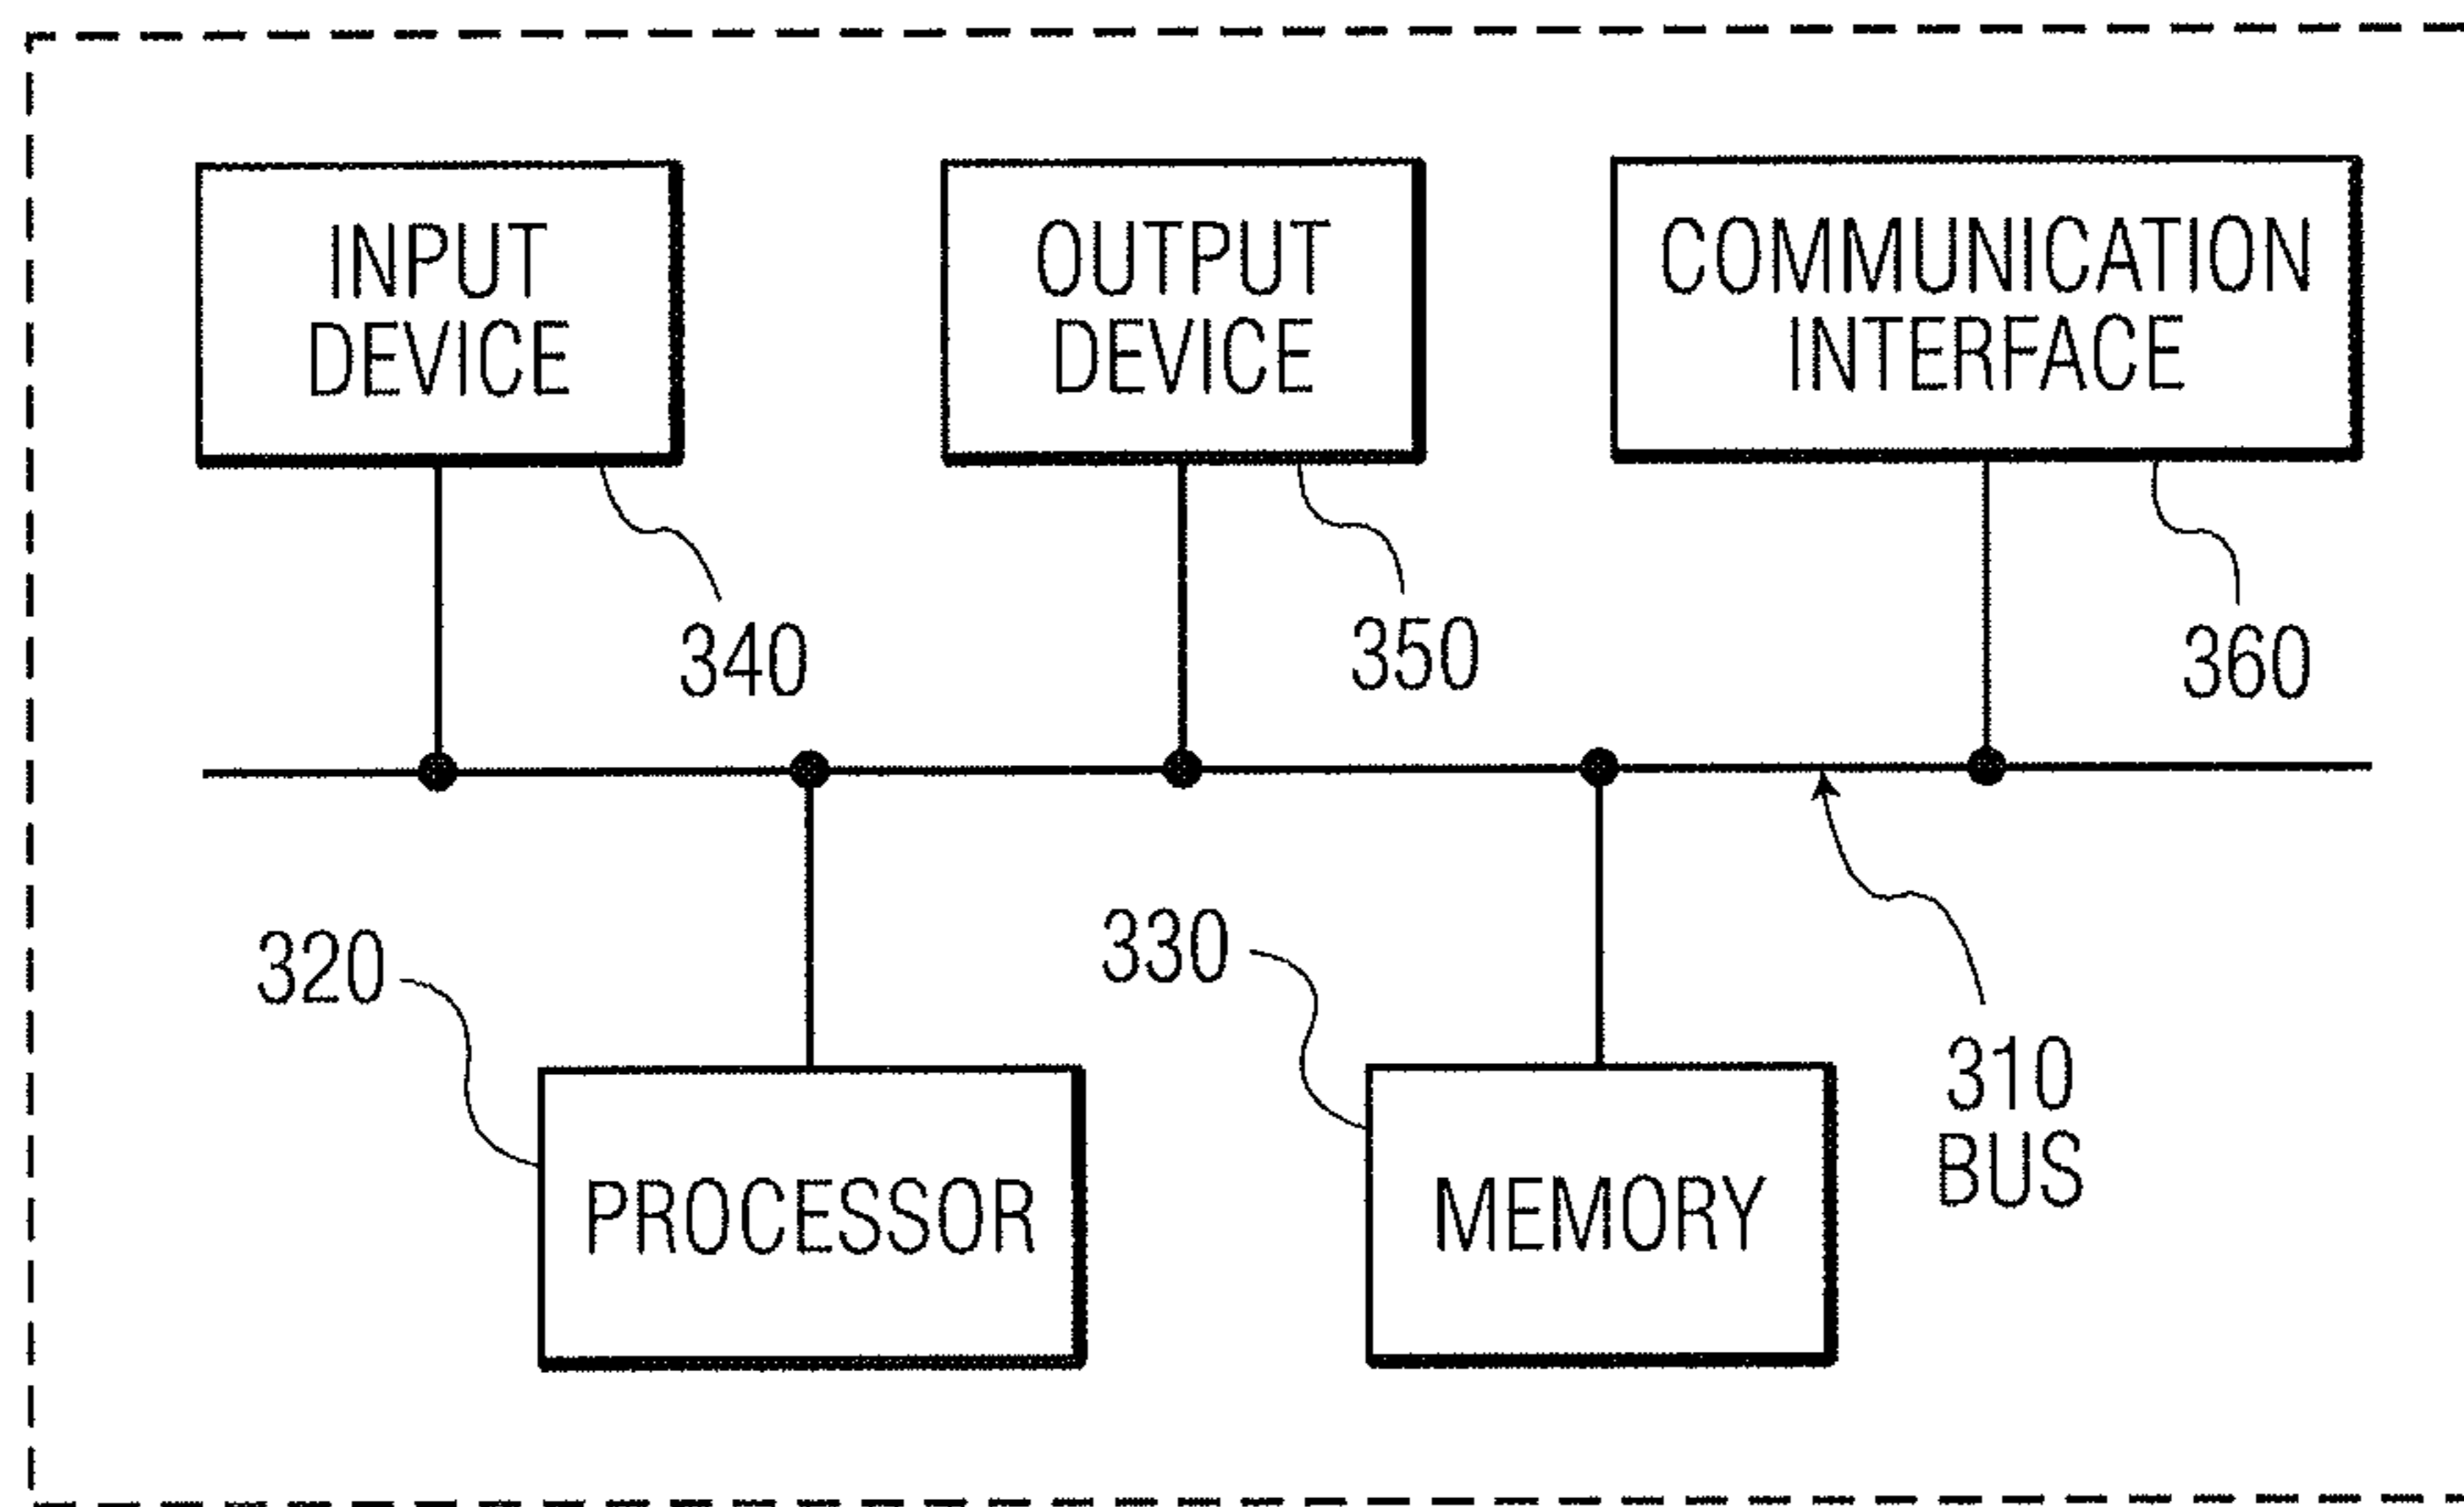 INPUT
DEVICE
OUTPUT
DEVICE
COMMUNICATION
INTERFACE
340
350
360
320
330
310
BUS
PROCESSOR
MEMORY